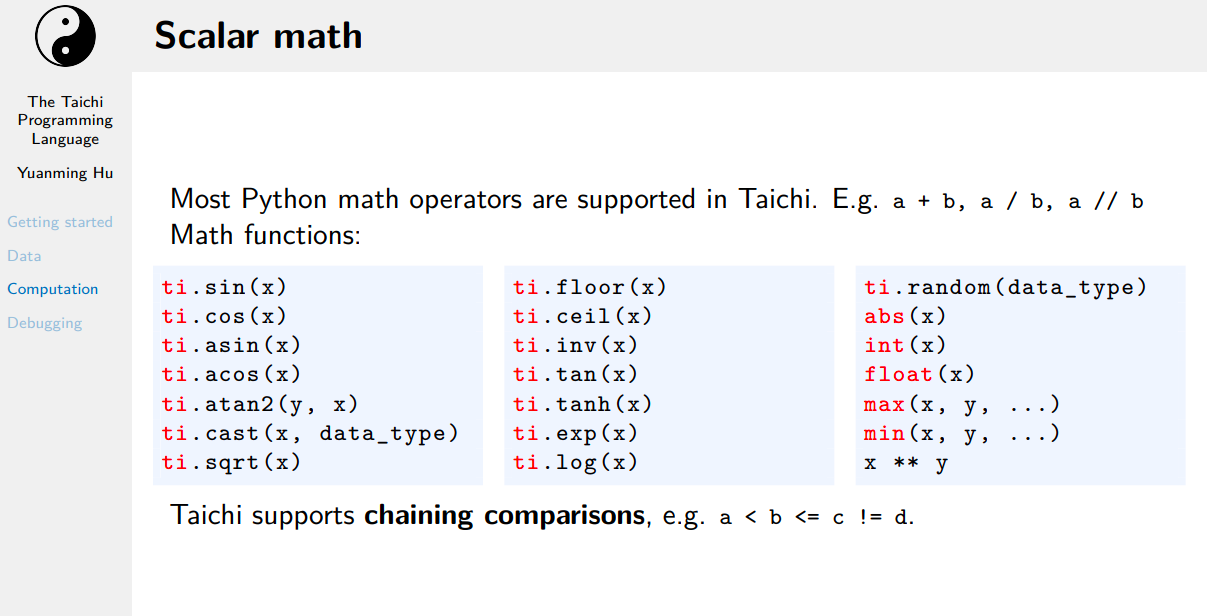 Scalar math
The Taichi
Programming
Language
Yuanming Hu
Getting started
Data
Computation
Debugging
Most Python math operators are supported in Taichi. E.g. a + b, a / b, a // b
Math functions:
ti.sin(x)
ti.cos(x)
ti.asin(x)
ti.acos(x)
ti.atan2(y, x)
ti.cast(x, data_type)
ti.sqrt(x)
ti.floor(x)
ti.ceil(x)
ti.inv(x)
ti.tan(x)
ti.tanh(x)
ti.exp(x)
ti.log(x)
ti.random(data_type)
abs(x)
int(x)
float(x)
max(x, y, ...)
min(x, y, ...)
x ** y
Taichi supports chaining comparisons, e.g. a < b <= c != d.